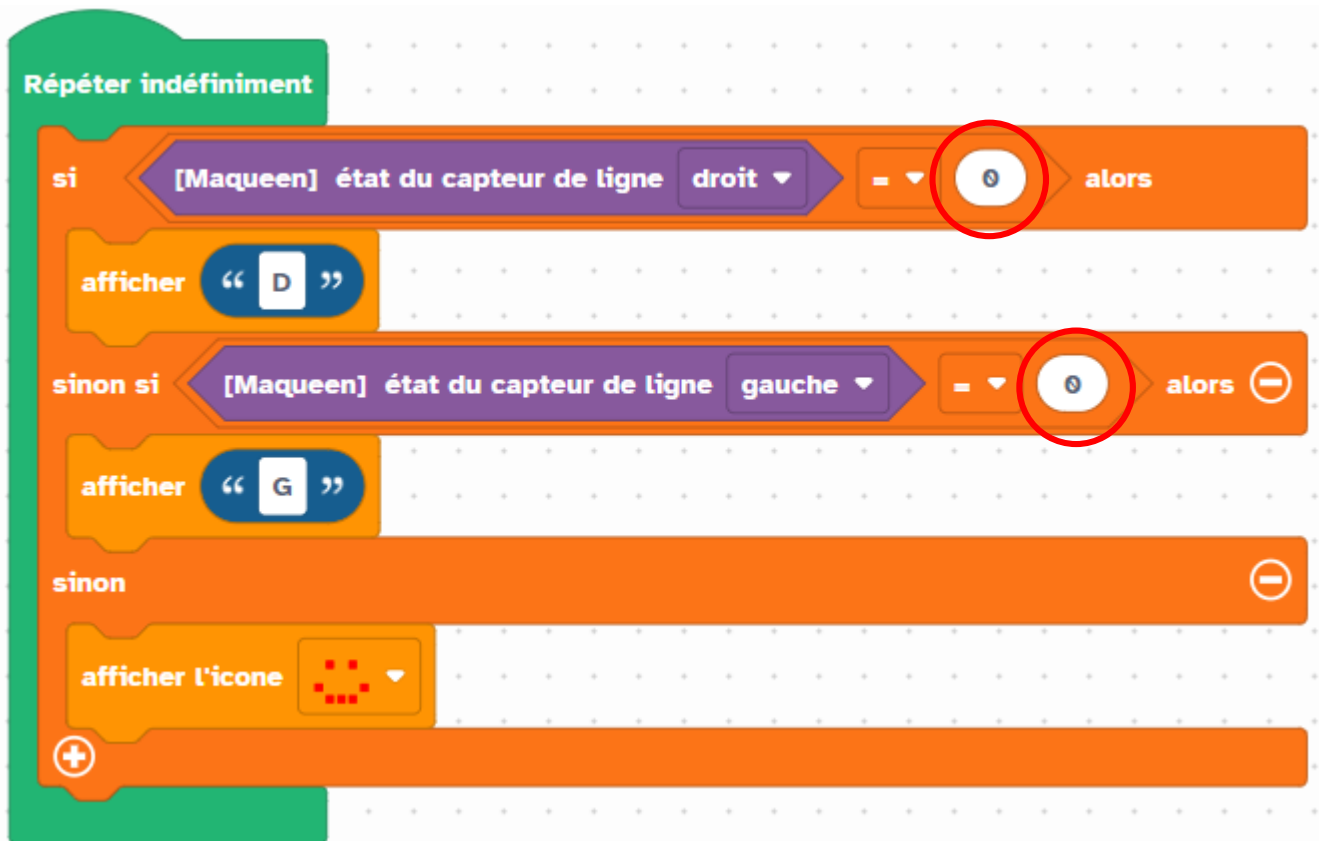 Répéter indéfiniment
si [Maqueen] état du capteur de ligne droit = 0 alors
afficher “ D ”
sinon si [Maqueen] état du capteur de ligne gauche = 0 alors
afficher “ G ”
sinon
afficher l'icone